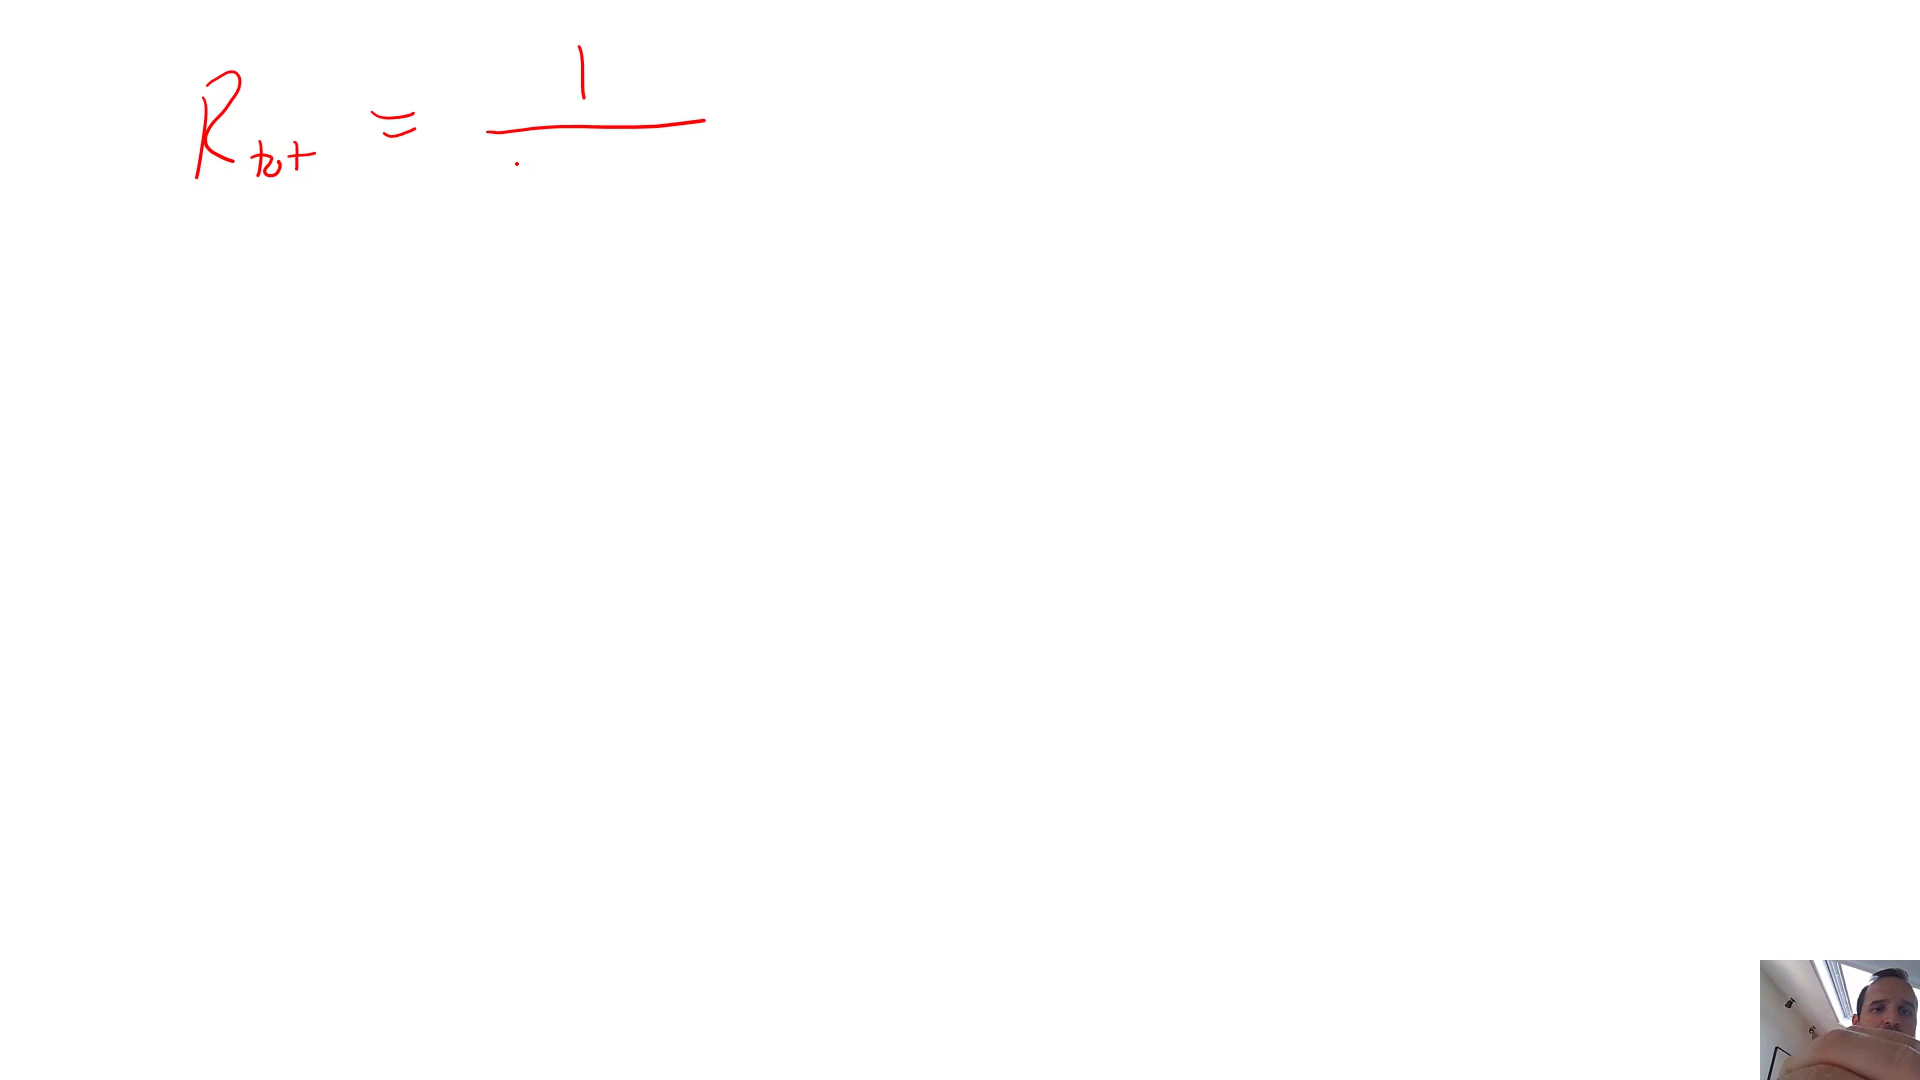 R_tot = 1/